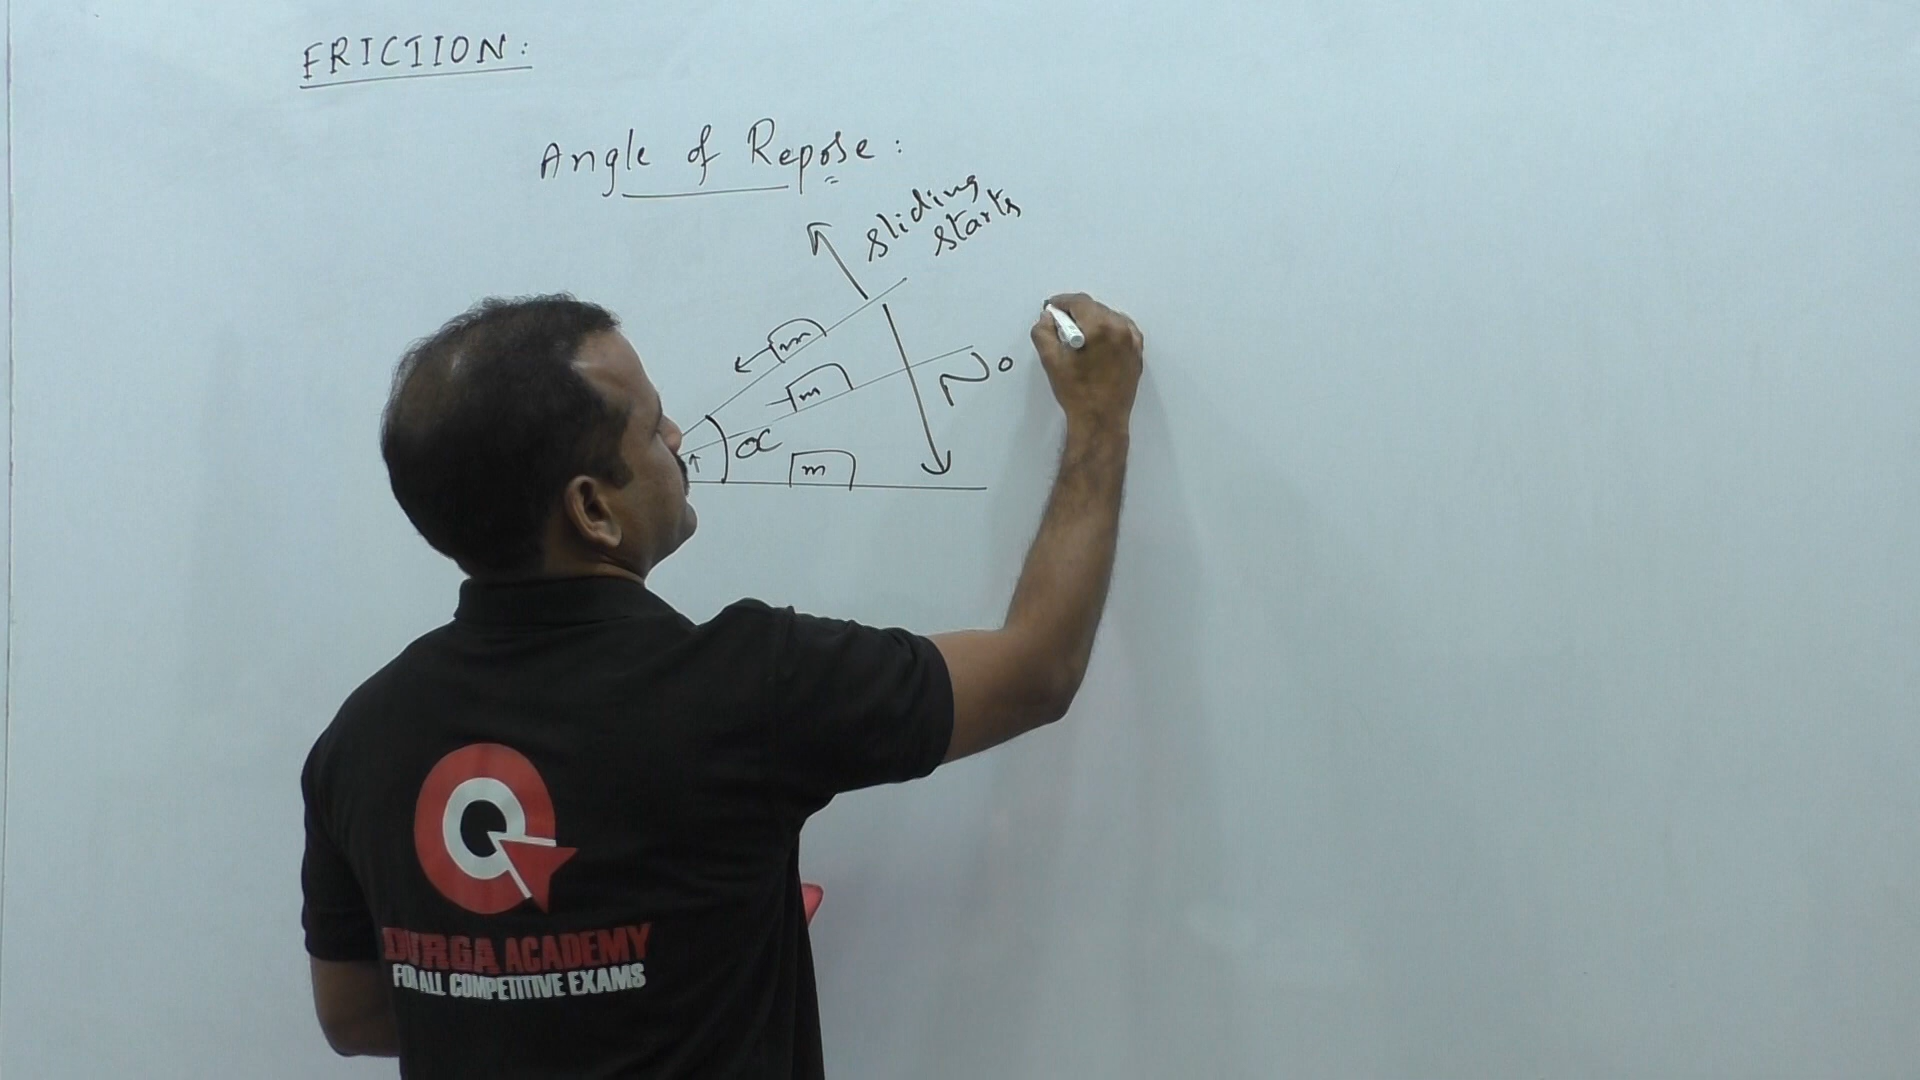 FRICTION:
Angle of Repose:
sliding
starts
m
m
No
α
m
DURGA ACADEMY
FOR ALL COMPETITIVE EXAMS